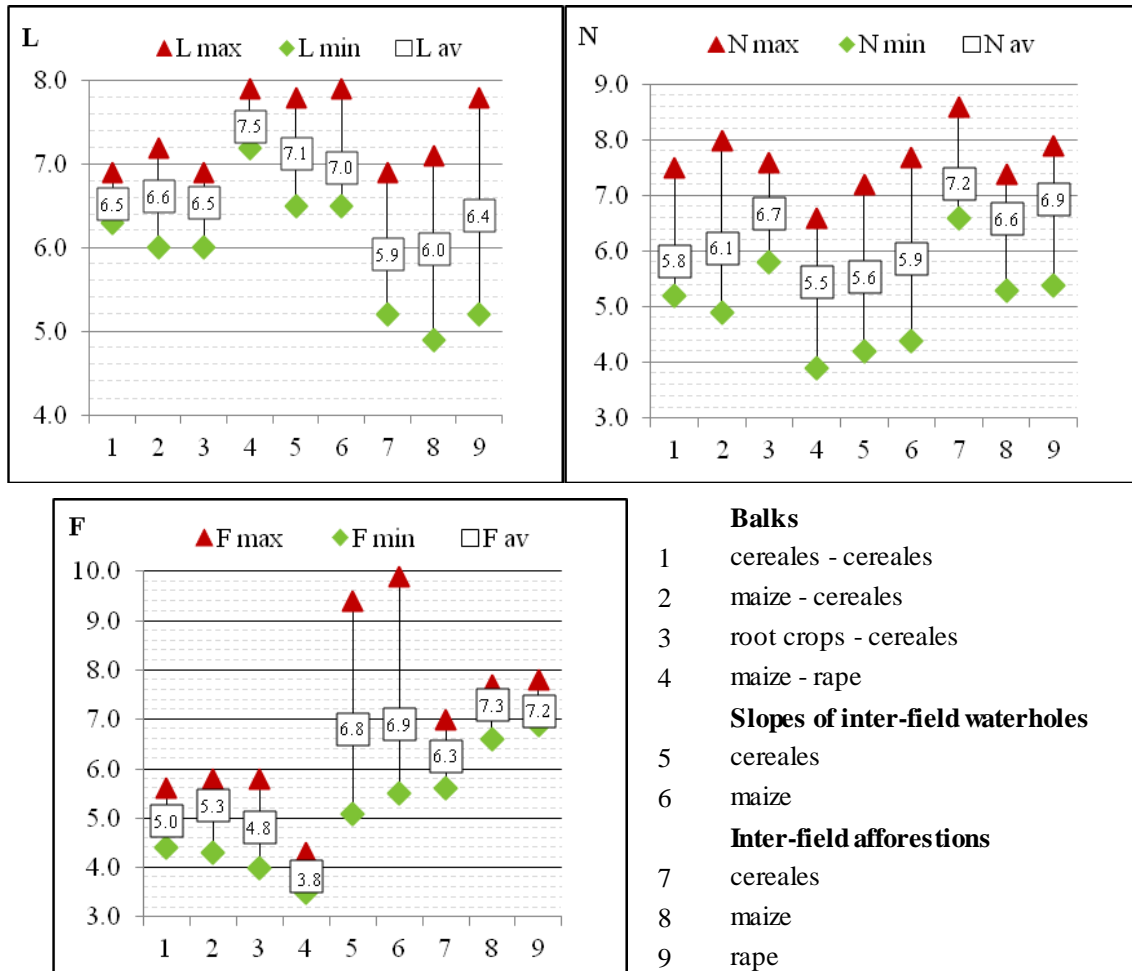 L
L max L min L av
8.0
7.0
6.0
5.0
4.0
6.5 6.6 6.5 7.5 7.1 7.0 5.9 6.0 6.4
1 2 3 4 5 6 7 8 9
N
N max N min N av
9.0
8.0
7.0
6.0
5.0
4.0
3.0
5.8 6.1 6.7 5.5 5.6 5.9 7.2 6.6 6.9
1 2 3 4 5 6 7 8 9
F
F max F min F av
10.0
9.0
8.0
7.0
6.0
5.0
4.0
3.0
5.0 5.3 4.8 3.8 6.8 6.9 6.3 7.3 7.2
1 2 3 4 5 6 7 8 9
Balks
1 cereales - cereales
2 maize - cereales
3 root crops - cereales
4 maize - rape
Slopes of inter-field waterholes
5 cereales
6 maize
Inter-field afforestions
7 cereales
8 maize
9 rape